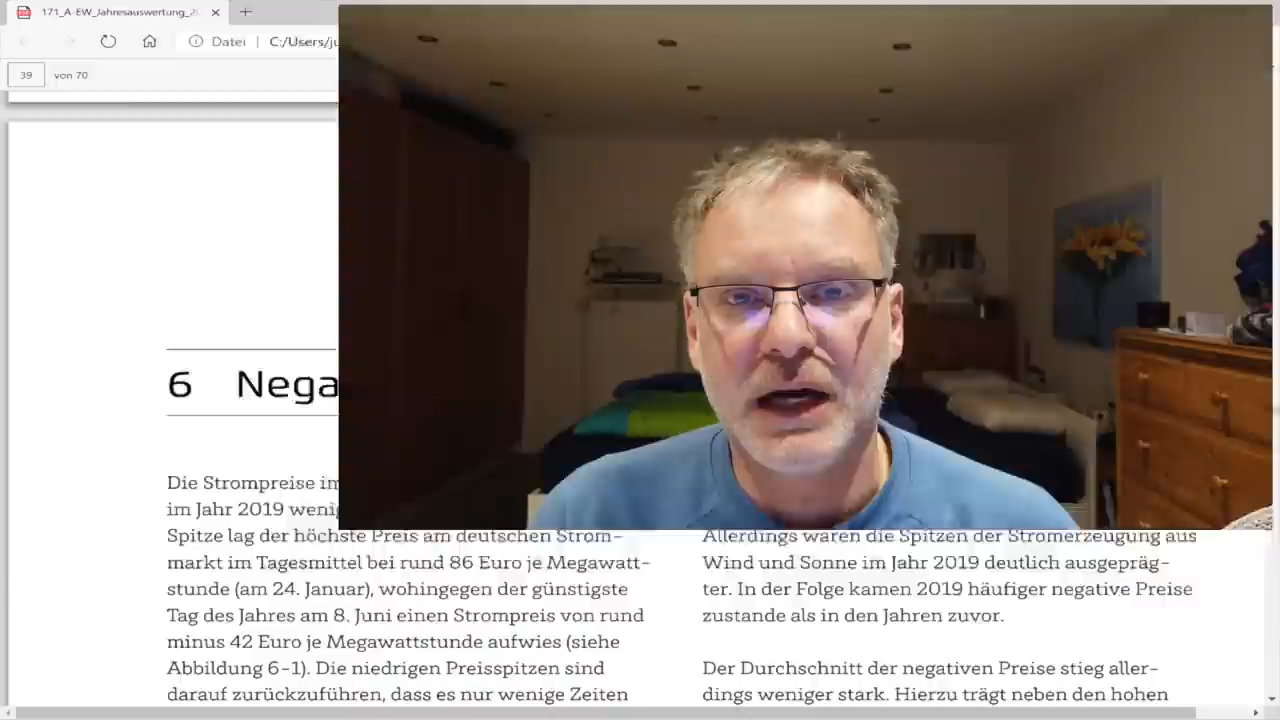 171_A-EW_Jahresauswertung_2
Datei
C:/Users/ju
39
von 70
6 Nega
Die Strompreise im
im Jahr 2019 wenig
Spitze lag der höchste Preis am deutschen Strom-
markt im Tagesmittel bei rund 86 Euro je Megawatt-
stunde (am 24. Januar), wohingegen der günstigste
Tag des Jahres am 8. Juni einen Strompreis von rund
minus 42 Euro je Megawattstunde aufwies (siehe
Abbildung 6-1). Die niedrigen Preisspitzen sind
darauf zurückzuführen, dass es nur wenige Zeiten
Allerdings waren die Spitzen der Stromerzeugung aus
Wind und Sonne im Jahr 2019 deutlich ausgepräg-
ter. In der Folge kamen 2019 häufiger negative Preise
zustande als in den Jahren zuvor.
Der Durchschnitt der negativen Preise stieg aller-
dings weniger stark. Hierzu trägt neben den hohen